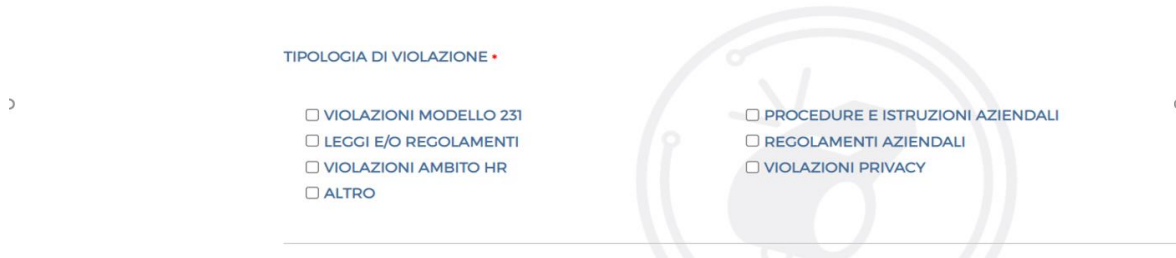 TIPOLOGIA DI VIOLAZIONE •
VIOLAZIONI MODELLO 231
PROCEDURE E ISTRUZIONI AZIENDALI
LEGGI E/O REGOLAMENTI
REGOLAMENTI AZIENDALI
VIOLAZIONI AMBITO HR
VIOLAZIONI PRIVACY
ALTRO